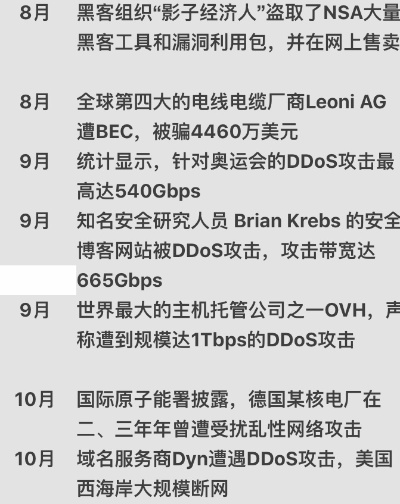 8月 黑客组织“影子经济人”盗取了NSA大量
黑客工具和漏洞利用包，并在网上售卖
8月 全球第四大的电线电缆厂商Leoni AG
遭BEC，被骗4460万美元
9月 统计显示，针对奥运会的DDoS攻击最
高达540Gbps
9月 知名安全研究人员 Brian Krebs 的安全
博客网站被DDoS攻击，攻击带宽达
665Gbps
9月 世界最大的主机托管公司之一OVH，声
称遭到规模达1Tbps的DDoS攻击
10月 国际原子能署披露，德国某核电厂在
二、三年年曾遭受扰乱性网络攻击
10月 域名服务商Dyn遭遇DDoS攻击，美国
西海岸大规模断网